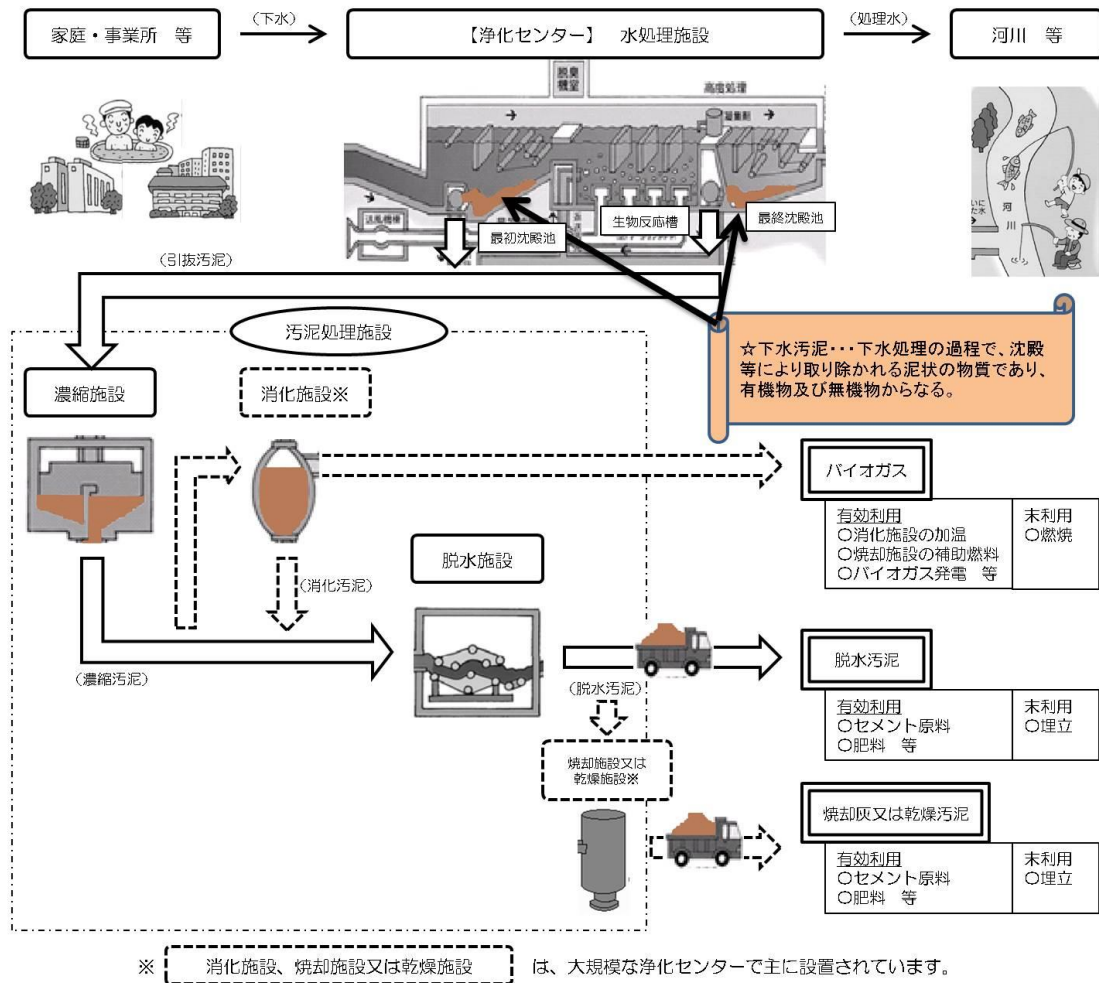 家庭・事業所　等
（下水）
【浄化センター】　水処理施設
（処理水）
河川　等
脱臭
機室
高度処理
凝集剤
送風機棟
最初沈殿池
生物反応槽
最終沈殿池
河川
（引抜汚泥）
汚泥処理施設
☆下水汚泥・・・下水処理の過程で、沈殿
等により取り除かれる泥状の物質であり、
有機物及び無機物からなる。
濃縮施設
消化施設※
バイオガス
有効利用
○消化施設の加温
○焼却施設の補助燃料
○バイオガス発電　等
末利用
○燃焼
脱水施設
（消化汚泥）
（濃縮汚泥）
（脱水汚泥）
脱水汚泥
有効利用
○セメント原料
○肥料　等
末利用
○埋立
焼却施設又は
乾燥施設※
焼却灰又は乾燥汚泥
有効利用
○セメント原料
○肥料　等
末利用
○埋立
※　消化施設、焼却施設又は乾燥施設　は、大規模な浄化センターで主に設置されています。